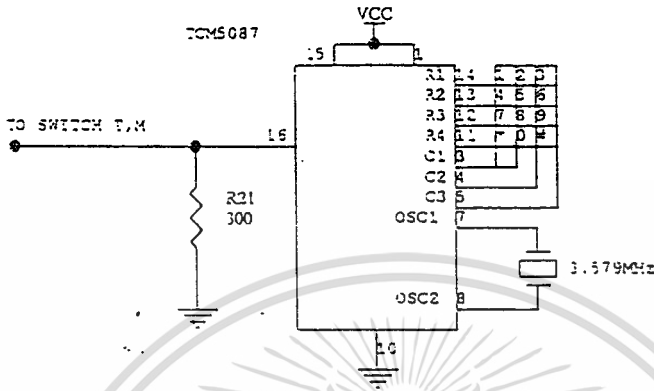 VCC
TCM5087
15 1
R1 14 1 2 3
R2 13 4 5 6
R3 12 7 8 9
R4 11 * 0 #
TO SWITCH T,M
16
C1 3
C2 4
C3 5
R21
300
OSC1 7
3.579MHz
OSC2 8